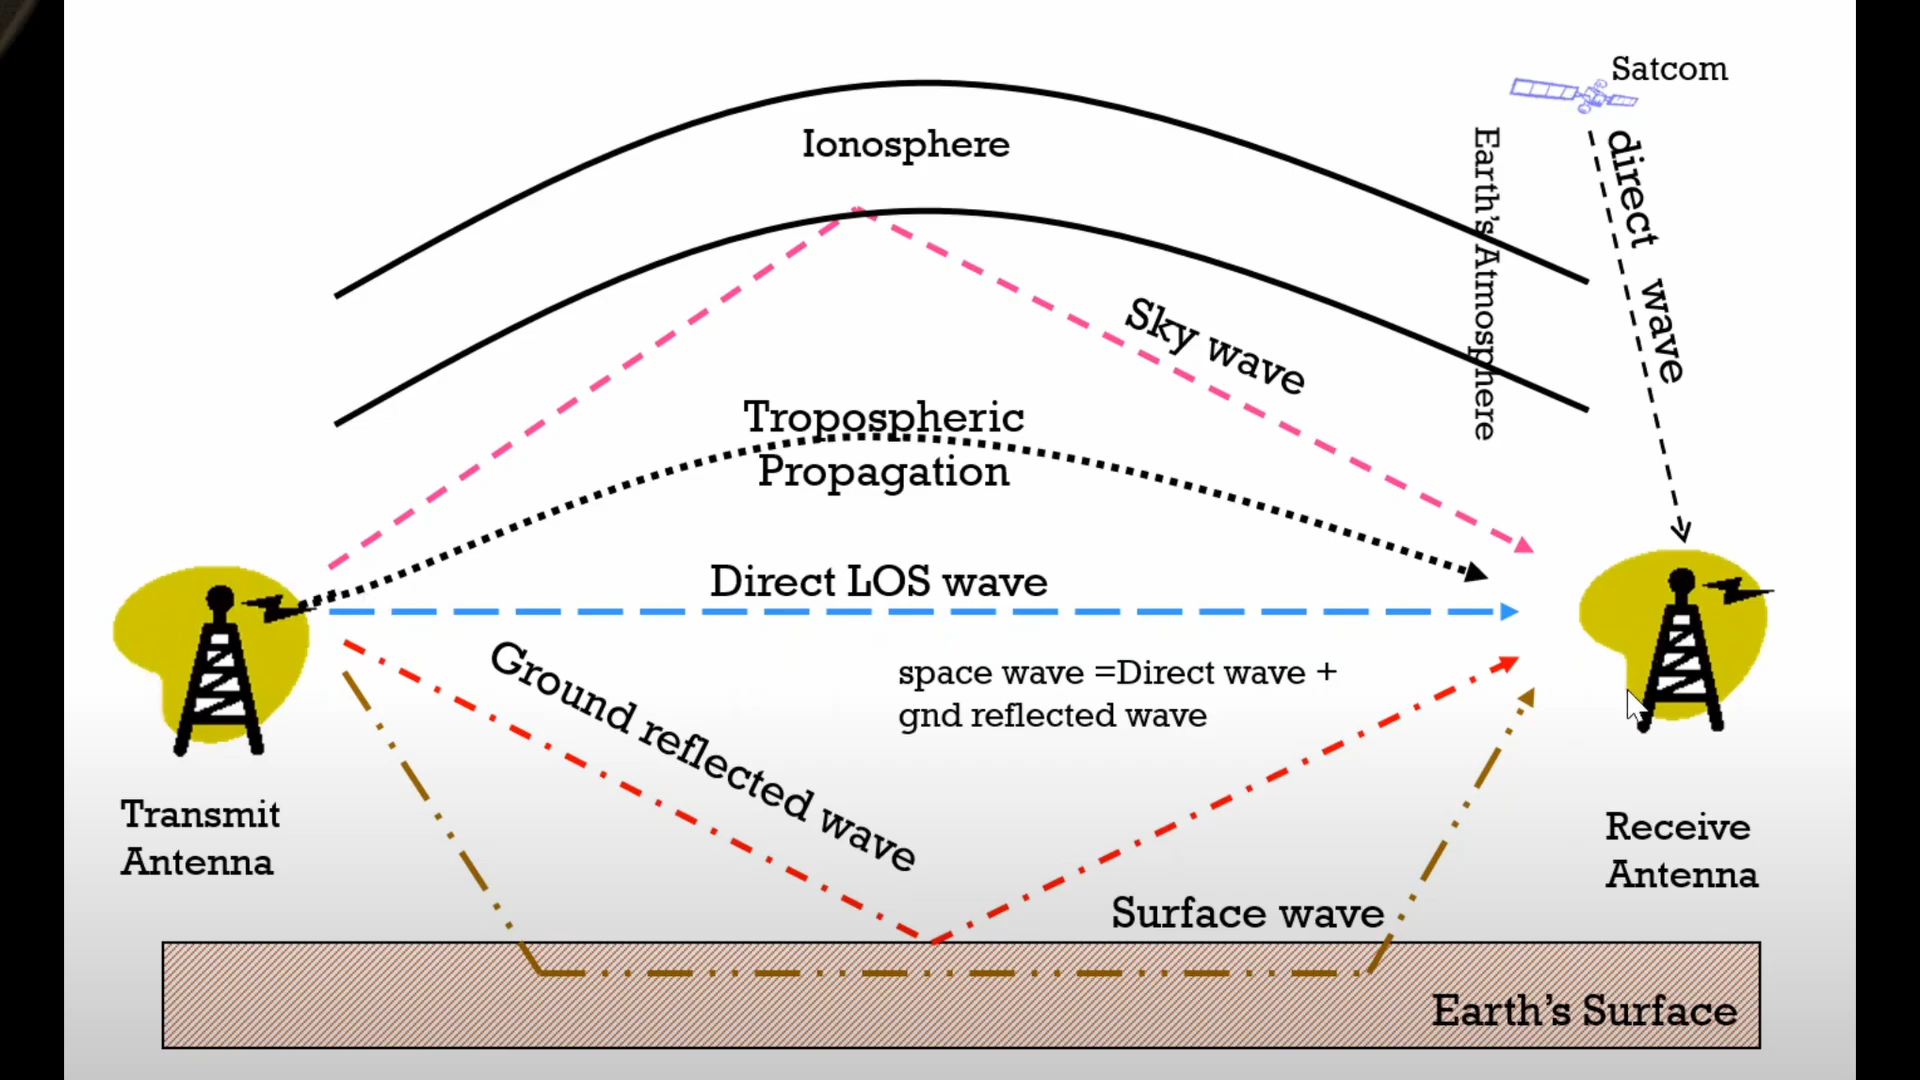 Satcom
Ionosphere
direct wave
Earth's Atmosphere
Sky wave
Tropospheric
Propagation
Direct LOS wave
Ground reflected wave
space wave =Direct wave +
gnd reflected wave
Transmit
Antenna
Receive
Antenna
Surface wave
Earth's Surface